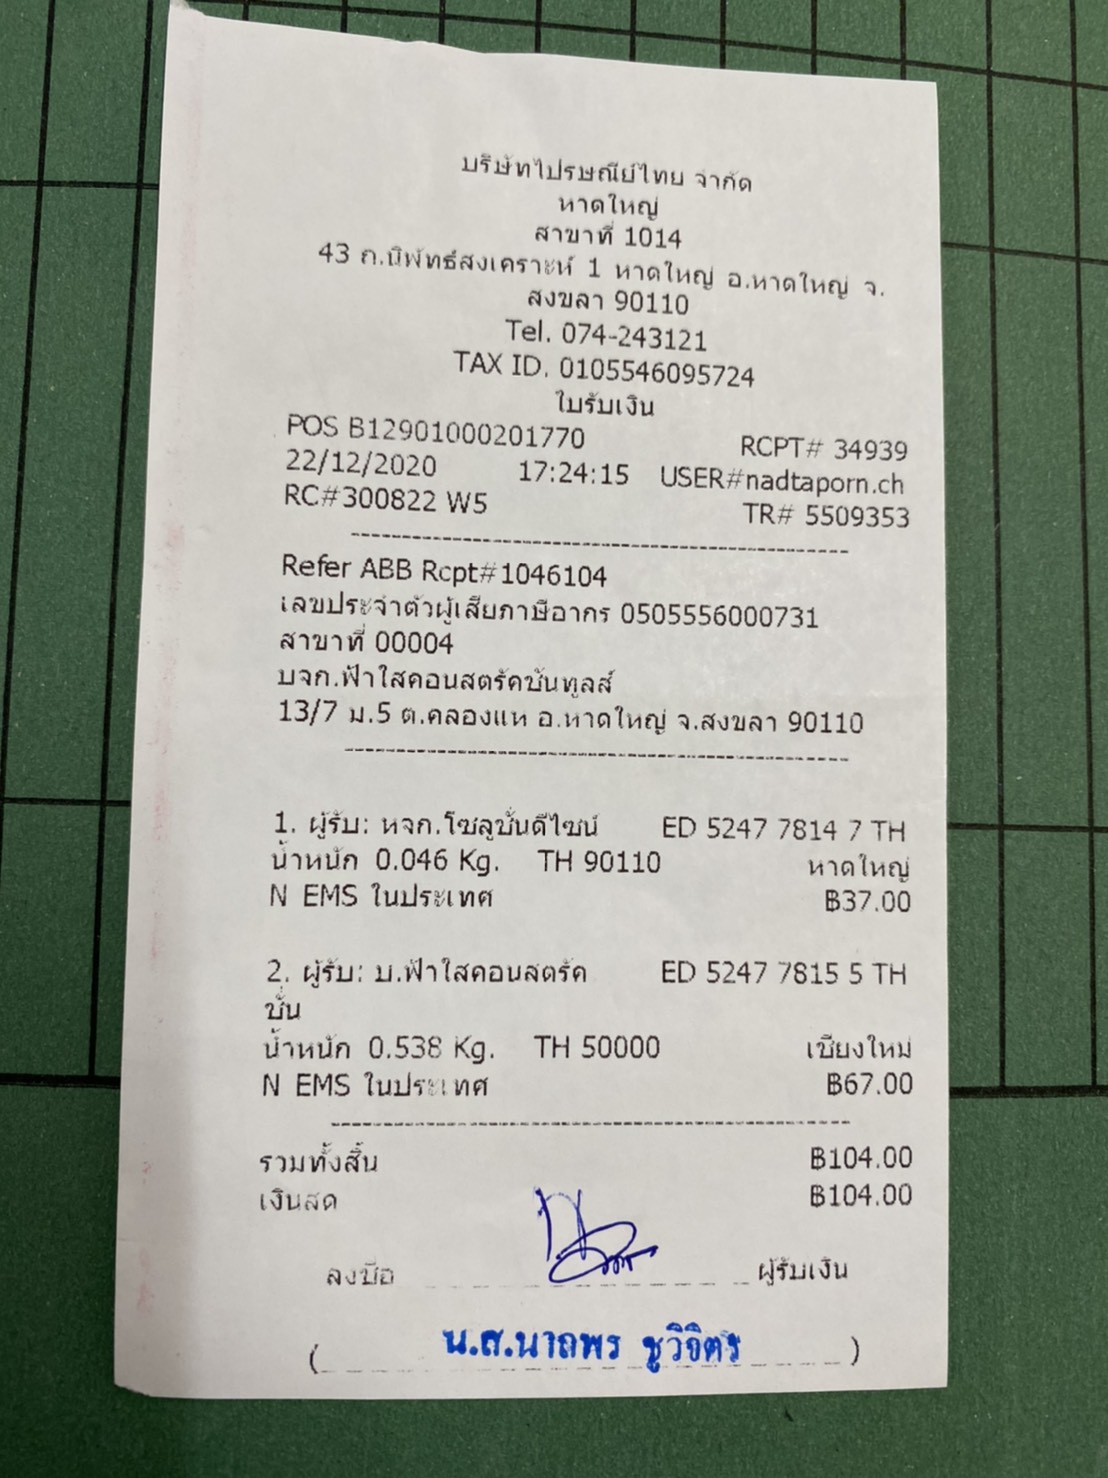 บริษัทไปรษณีย์ไทย จำกัด
หาดใหญ่
สาขาที่ 1014
43 ถ.นิพัทธ์สงเคราะห์ 1 หาดใหญ่ อ.หาดใหญ่ จ.
สงขลา 90110
Tel. 074-243121
TAX ID. 0105546095724
ใบรับเงิน
POS B12901000201770 RCPT# 34939
22/12/2020 17:24:15 USER#nadtaporn.ch
RC#300822 W5 TR# 5509353
Refer ABB Rcpt#1046104
เลขประจำตัวผู้เสียภาษีอากร 0505556000731
สาขาที่ 00004
บจก.ฟ้าใสคอนสตรัคชั่นทูลส์
13/7 ม.5 ต.คลองแห อ.หาดใหญ่ จ.สงขลา 90110
1. ผู้รับ: หจก.โซลูชั่นดีไซน์ ED 5247 7814 7 TH
น้ำหนัก 0.046 Kg. TH 90110 หาดใหญ่
N EMS ในประเทศ ฿37.00
2. ผู้รับ: บ.ฟ้าใสคอนสตรัค ED 5247 7815 5 TH
ชั่น
น้ำหนัก 0.538 Kg. TH 50000 เชียงใหม่
N EMS ในประเทศ ฿67.00
รวมทั้งสิ้น ฿104.00
เงินสด ฿104.00
ลงชื่อ ผู้รับเงิน
(น.ส.นาถพร ชูวิจิตร)